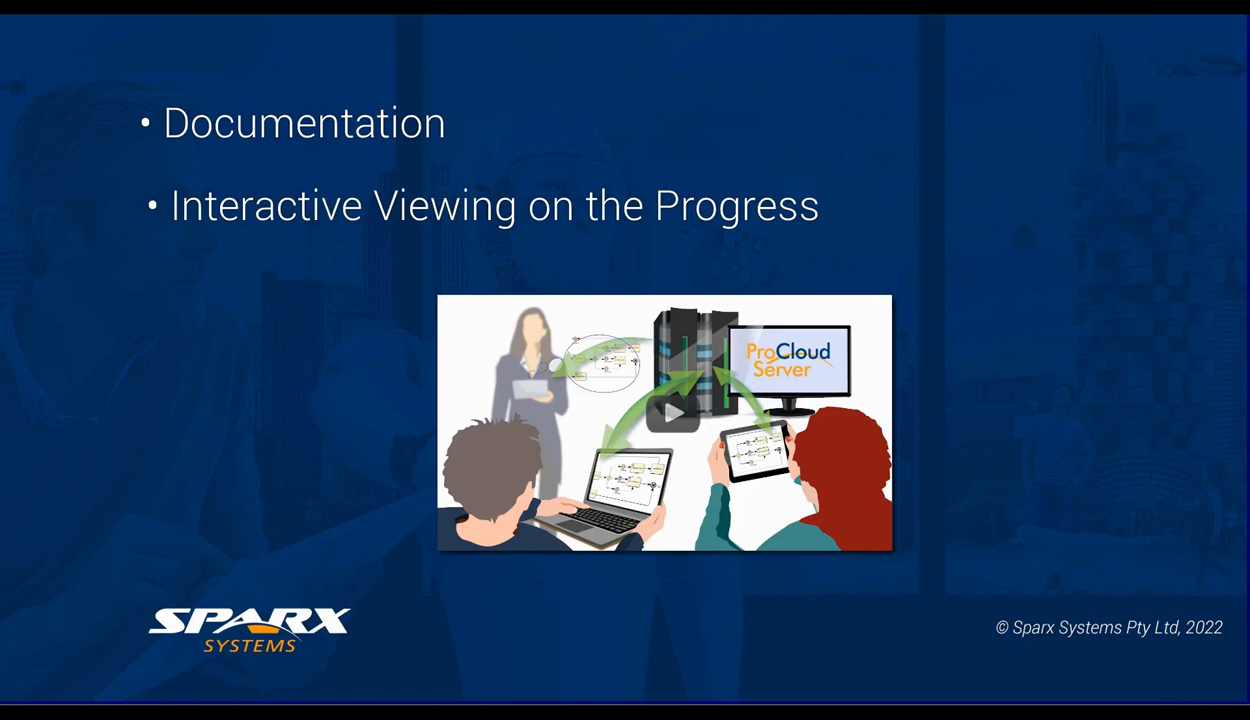 • Documentation
• Interactive Viewing on the Progress
ProCloud
Server
SPARX
SYSTEMS
© Sparx Systems Pty Ltd, 2022